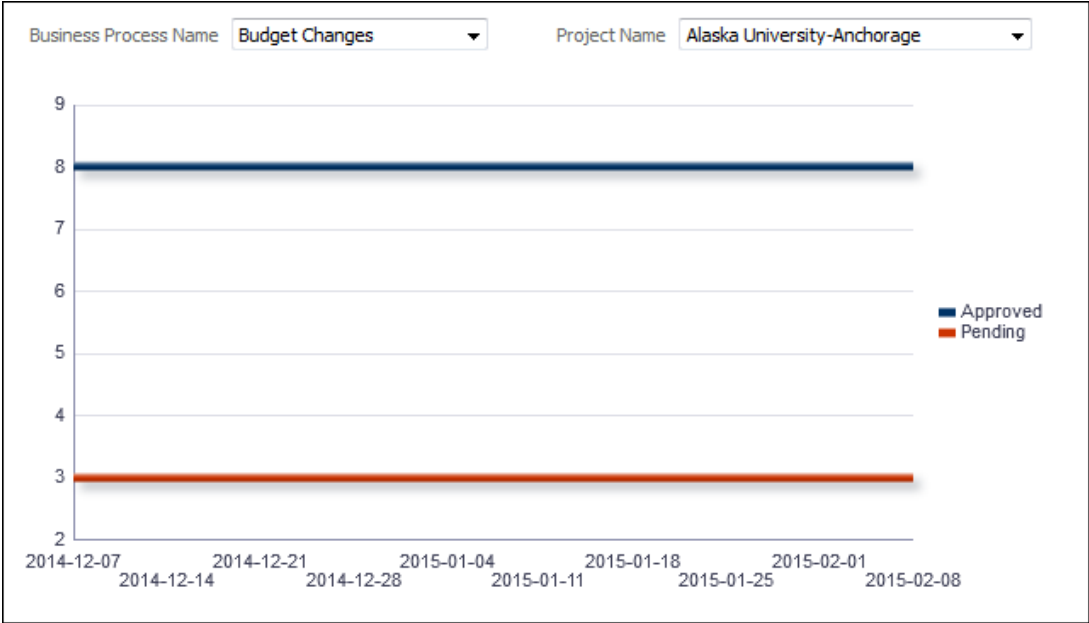 Business Process Name Budget Changes Project Name Alaska University-Anchorage
9
8
7
6
5
4
3
2
Approved
Pending
2014-12-07 2014-12-21 2015-01-04 2015-01-18 2015-02-01
2014-12-14 2014-12-28 2015-01-11 2015-01-25 2015-02-08